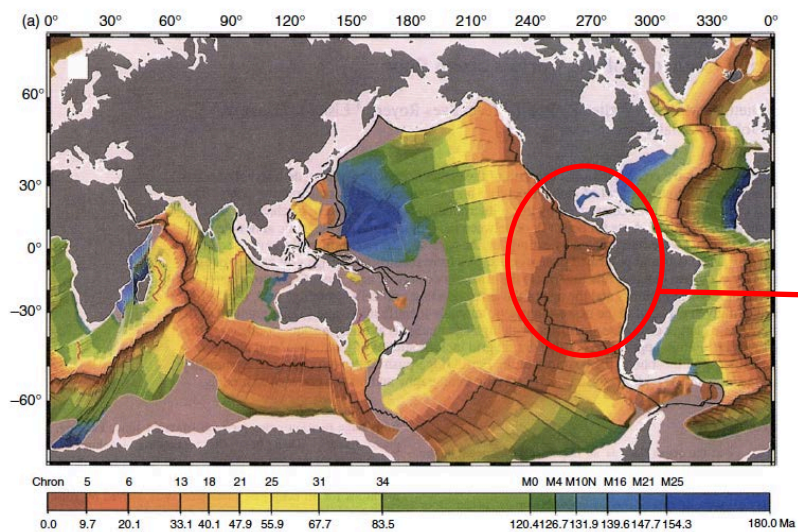 (a) 0° 30° 60° 90° 120° 150° 180° 210° 240° 270° 300° 330° 0°
60°
30°
0°
−30°
−60°
Chron 5 6 13 18 21 25 31 34 M0 M4 M10N M16 M21 M25
0.0 9.7 20.1 33.1 40.1 47.9 55.9 67.7 83.5 120.4 126.7 131.9 139.6 147.7 154.3 180.0 Ma